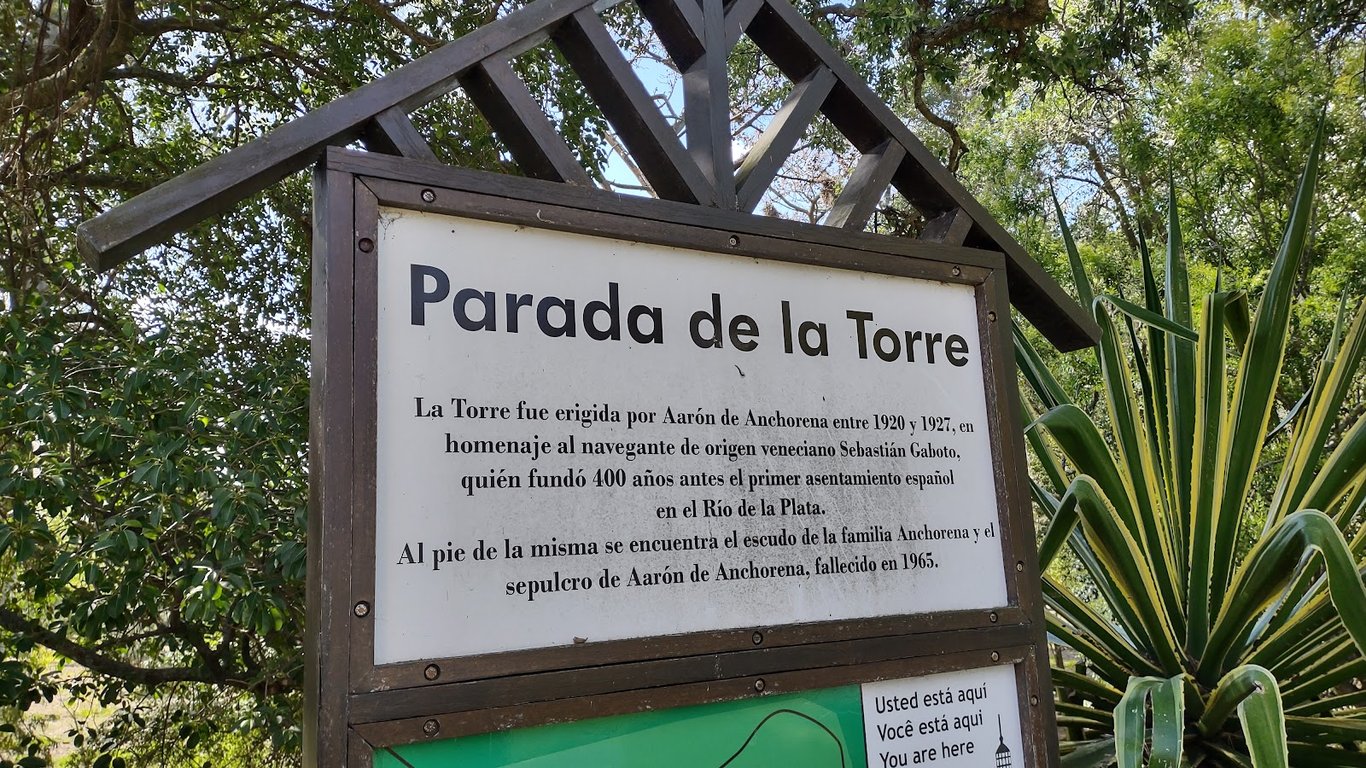 Parada de la Torre
La Torre fue erigida por Aarón de Anchorena entre 1920 y 1927, en
homenaje al navegante de origen veneciano Sebastián Gaboto,
quién fundó 400 años antes el primer asentamiento español
en el Río de la Plata.
Al pie de la misma se encuentra el escudo de la familia Anchorena y el
sepulcro de Aarón de Anchorena, fallecido en 1965.
Usted está aquí
Você está aqui
You are here